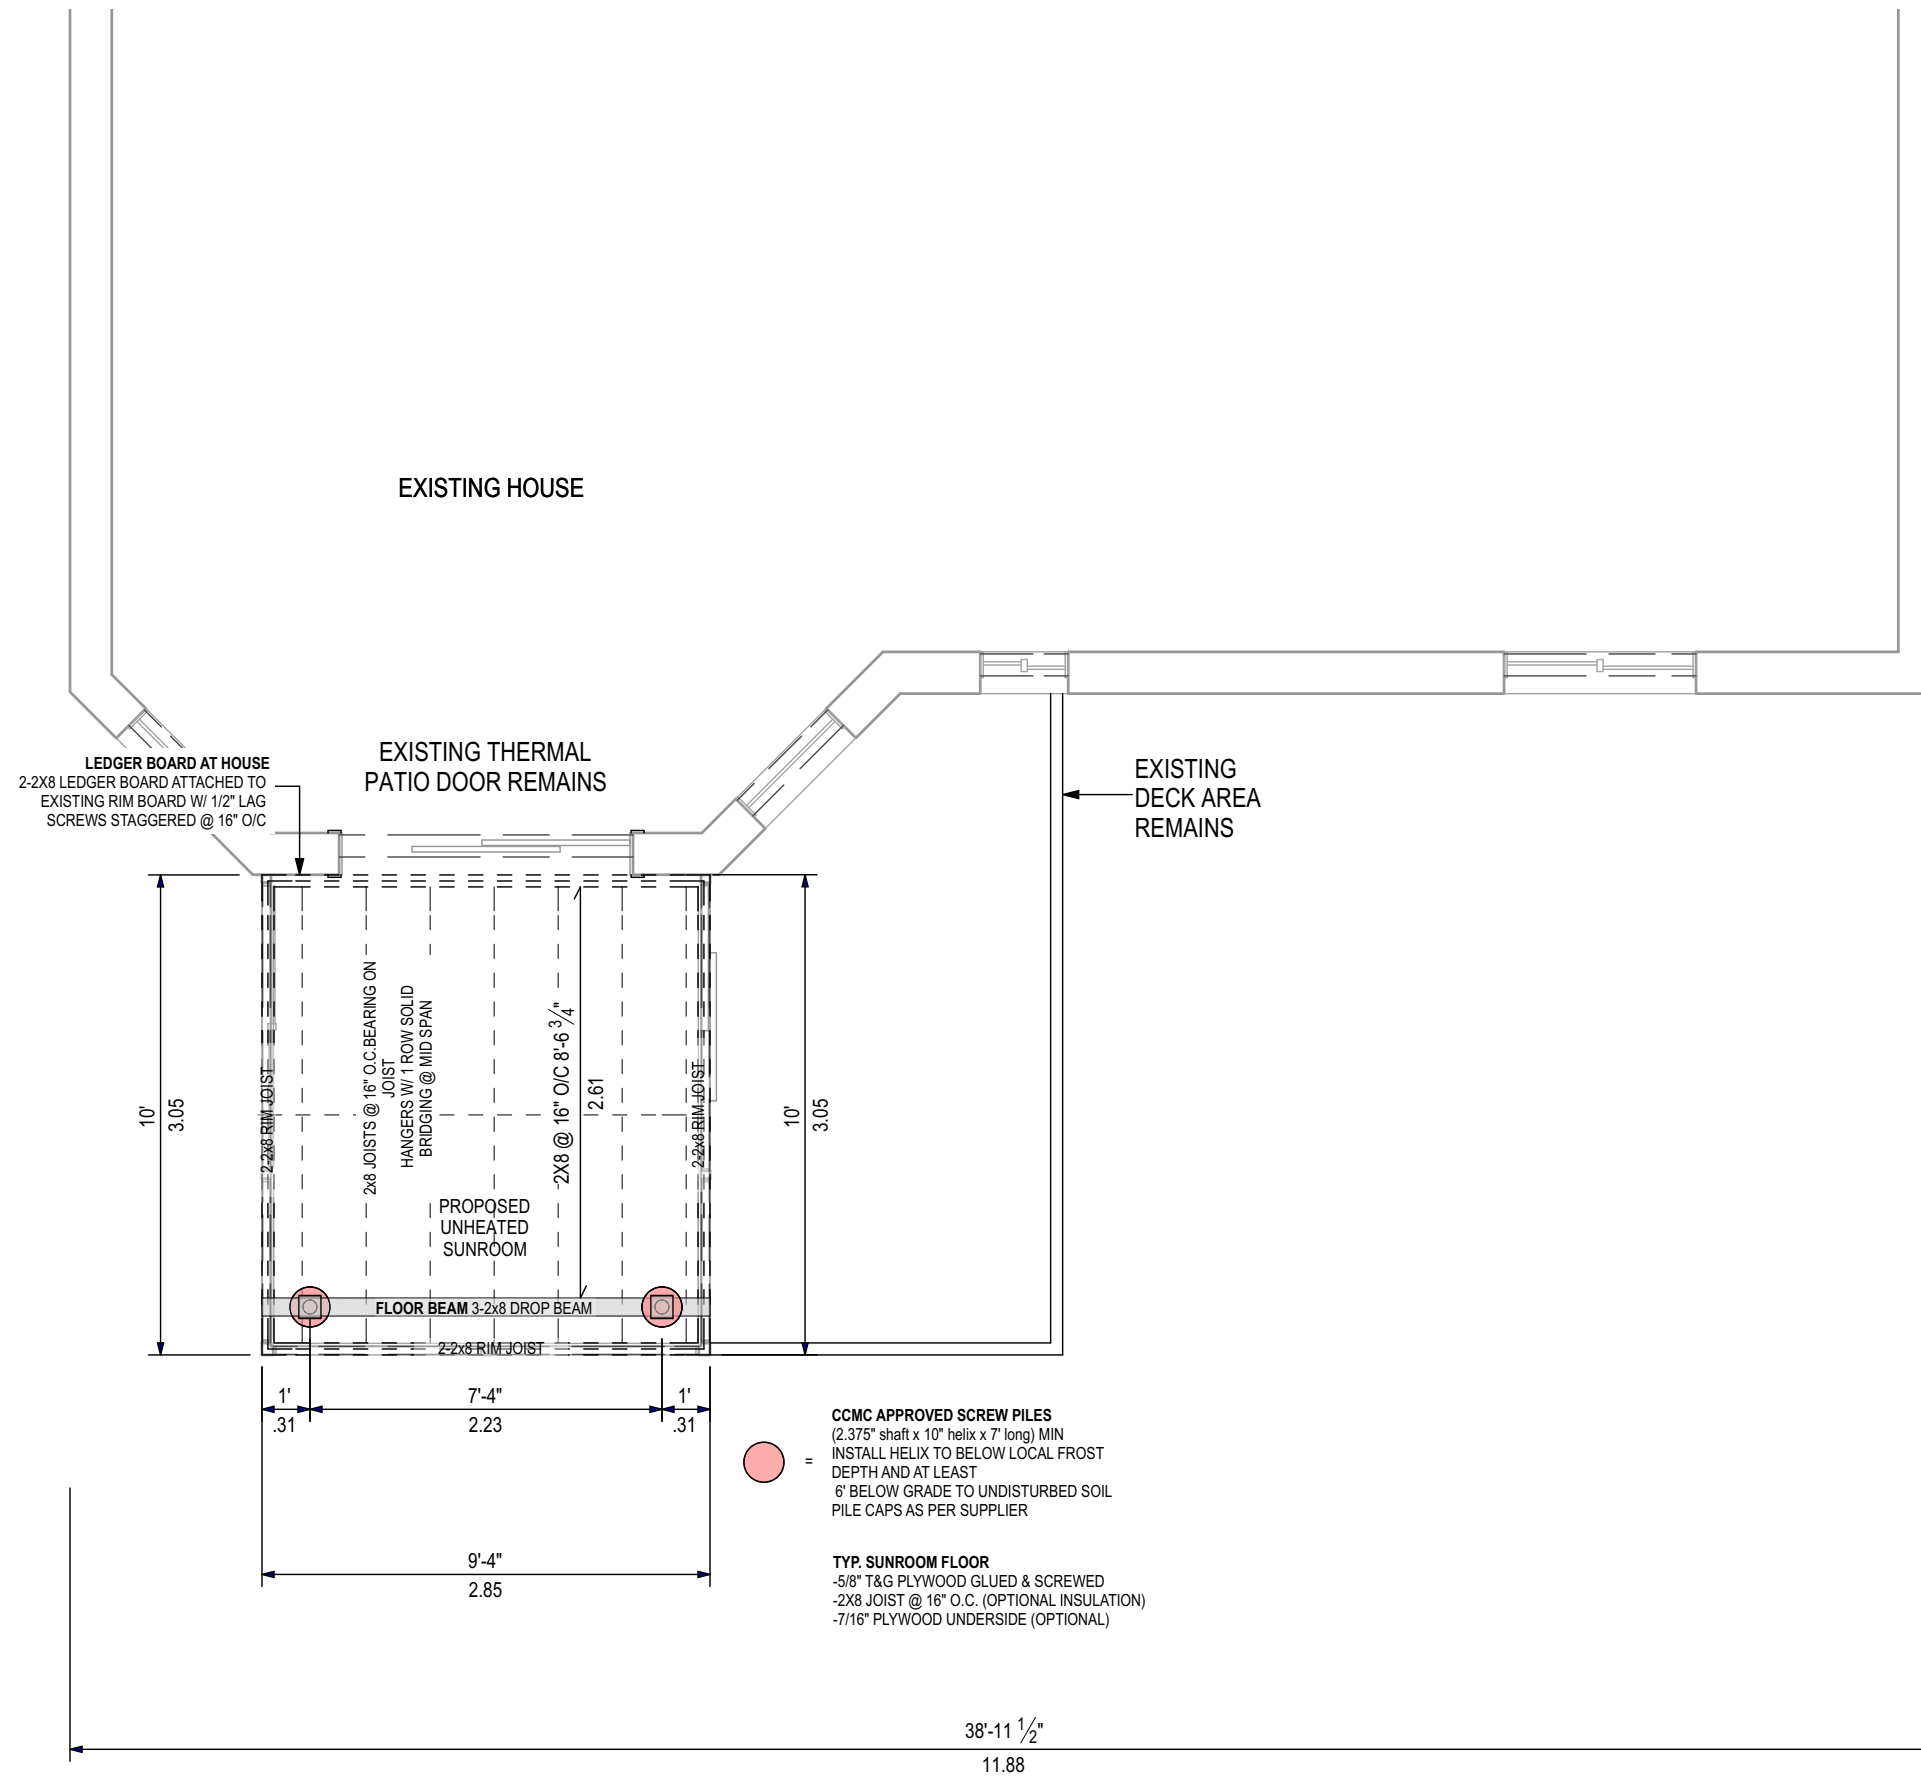 EXISTING HOUSE
EXISTING THERMAL
PATIO DOOR REMAINS
LEDGER BOARD AT HOUSE
2-2X8 LEDGER BOARD ATTACHED TO
EXISTING RIM BOARD W/ 1/2" LAG
SCREWS STAGGERED @ 16" O/C
EXISTING
DECK AREA
REMAINS
10'
3.05
2-2x8 RIM JOIST
2x8 JOISTS @ 16" O.C.BEARING ON
JOIST
HANGERS W/ 1 ROW SOLID
BRIDGING @ MID SPAN
2X8 @ 16" O/C 8'-6 3/4"
2.61
2-2x8 RIM JOIST
10'
3.05
PROPOSED
UNHEATED
SUNROOM
FLOOR BEAM 3-2x8 DROP BEAM
2-2x8 RIM JOIST
1'
.31
7'-4"
2.23
1'
.31
9'-4"
2.85
CCMC APPROVED SCREW PILES
(2.375" shaft x 10" helix x 7' long) MIN
= INSTALL HELIX TO BELOW LOCAL FROST
DEPTH AND AT LEAST
6' BELOW GRADE TO UNDISTURBED SOIL
PILE CAPS AS PER SUPPLIER
TYP. SUNROOM FLOOR
-5/8" T&G PLYWOOD GLUED & SCREWED
-2X8 JOIST @ 16" O.C. (OPTIONAL INSULATION)
-7/16" PLYWOOD UNDERSIDE (OPTIONAL)
38'-11 1/2"
11.88